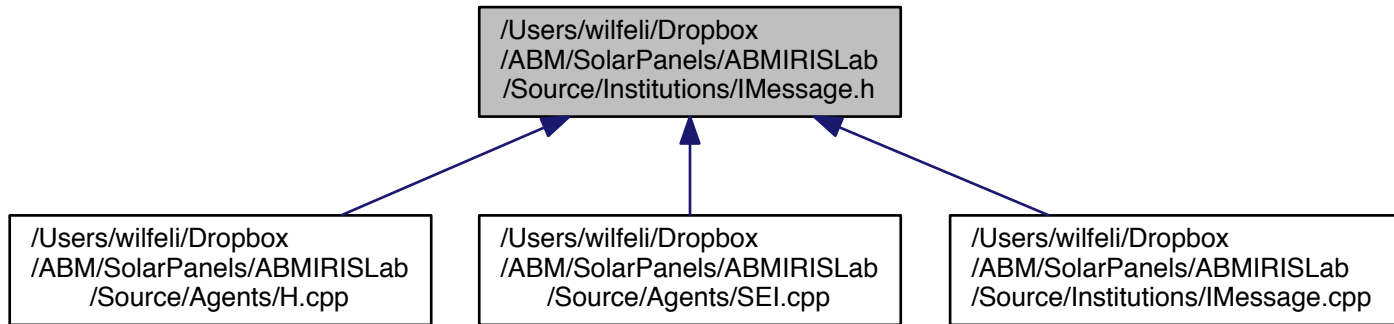 /Users/wilfeli/Dropbox
/ABM/SolarPanels/ABMIRISLab
/Source/Institutions/IMessage.h
/Users/wilfeli/Dropbox
/ABM/SolarPanels/ABMIRISLab
/Source/Agents/H.cpp
/Users/wilfeli/Dropbox
/ABM/SolarPanels/ABMIRISLab
/Source/Agents/SEI.cpp
/Users/wilfeli/Dropbox
/ABM/SolarPanels/ABMIRISLab
/Source/Institutions/IMessage.cpp